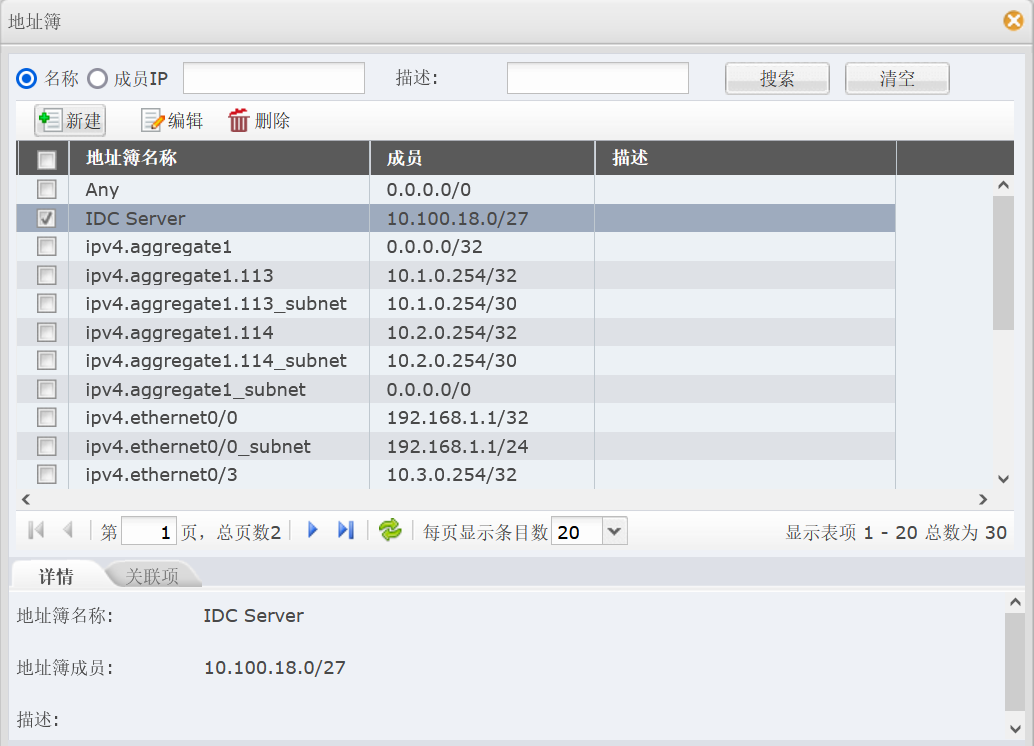 地址簿
名称 成员IP 描述: 搜索 清空
新建 编辑 删除
地址簿名称 成员 描述
Any 0.0.0.0/0
IDC Server 10.100.18.0/27
ipv4.aggregate1 0.0.0.0/32
ipv4.aggregate1.113 10.1.0.254/32
ipv4.aggregate1.113_subnet 10.1.0.254/30
ipv4.aggregate1.114 10.2.0.254/32
ipv4.aggregate1.114_subnet 10.2.0.254/30
ipv4.aggregate1_subnet 0.0.0.0/0
ipv4.ethernet0/0 192.168.1.1/32
ipv4.ethernet0/0_subnet 192.168.1.1/24
ipv4.ethernet0/3 10.3.0.254/32
第 1 页，总页数2 每页显示条目数 20 显示表项 1 - 20 总数为 30
详情 关联项
地址簿名称: IDC Server
地址簿成员: 10.100.18.0/27
描述: